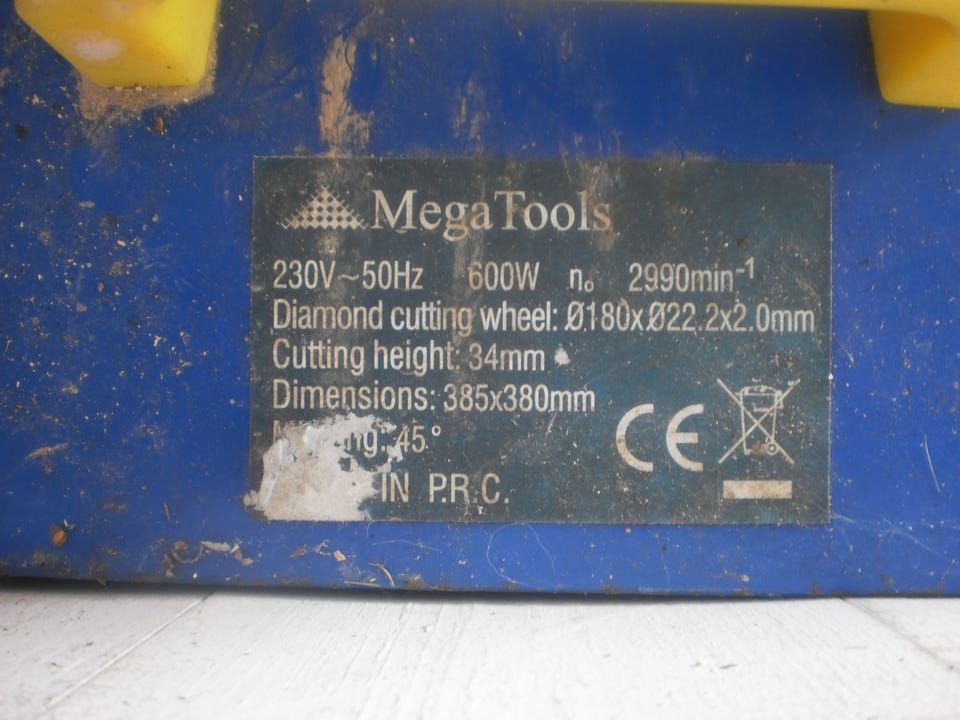 MegaTools
230V~50Hz 600W n₀ 2990min⁻¹
Diamond cutting wheel: Ø180xØ22.2x2.0mm
Cutting height: 34mm
Dimensions: 385x380mm
45°
IN P.R.C.
CE